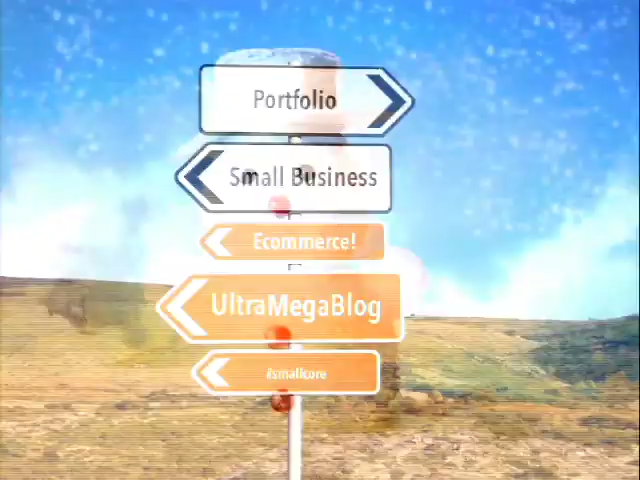 Portfolio
Small Business
Ecommerce!
UltraMegaBlog
#smallcore